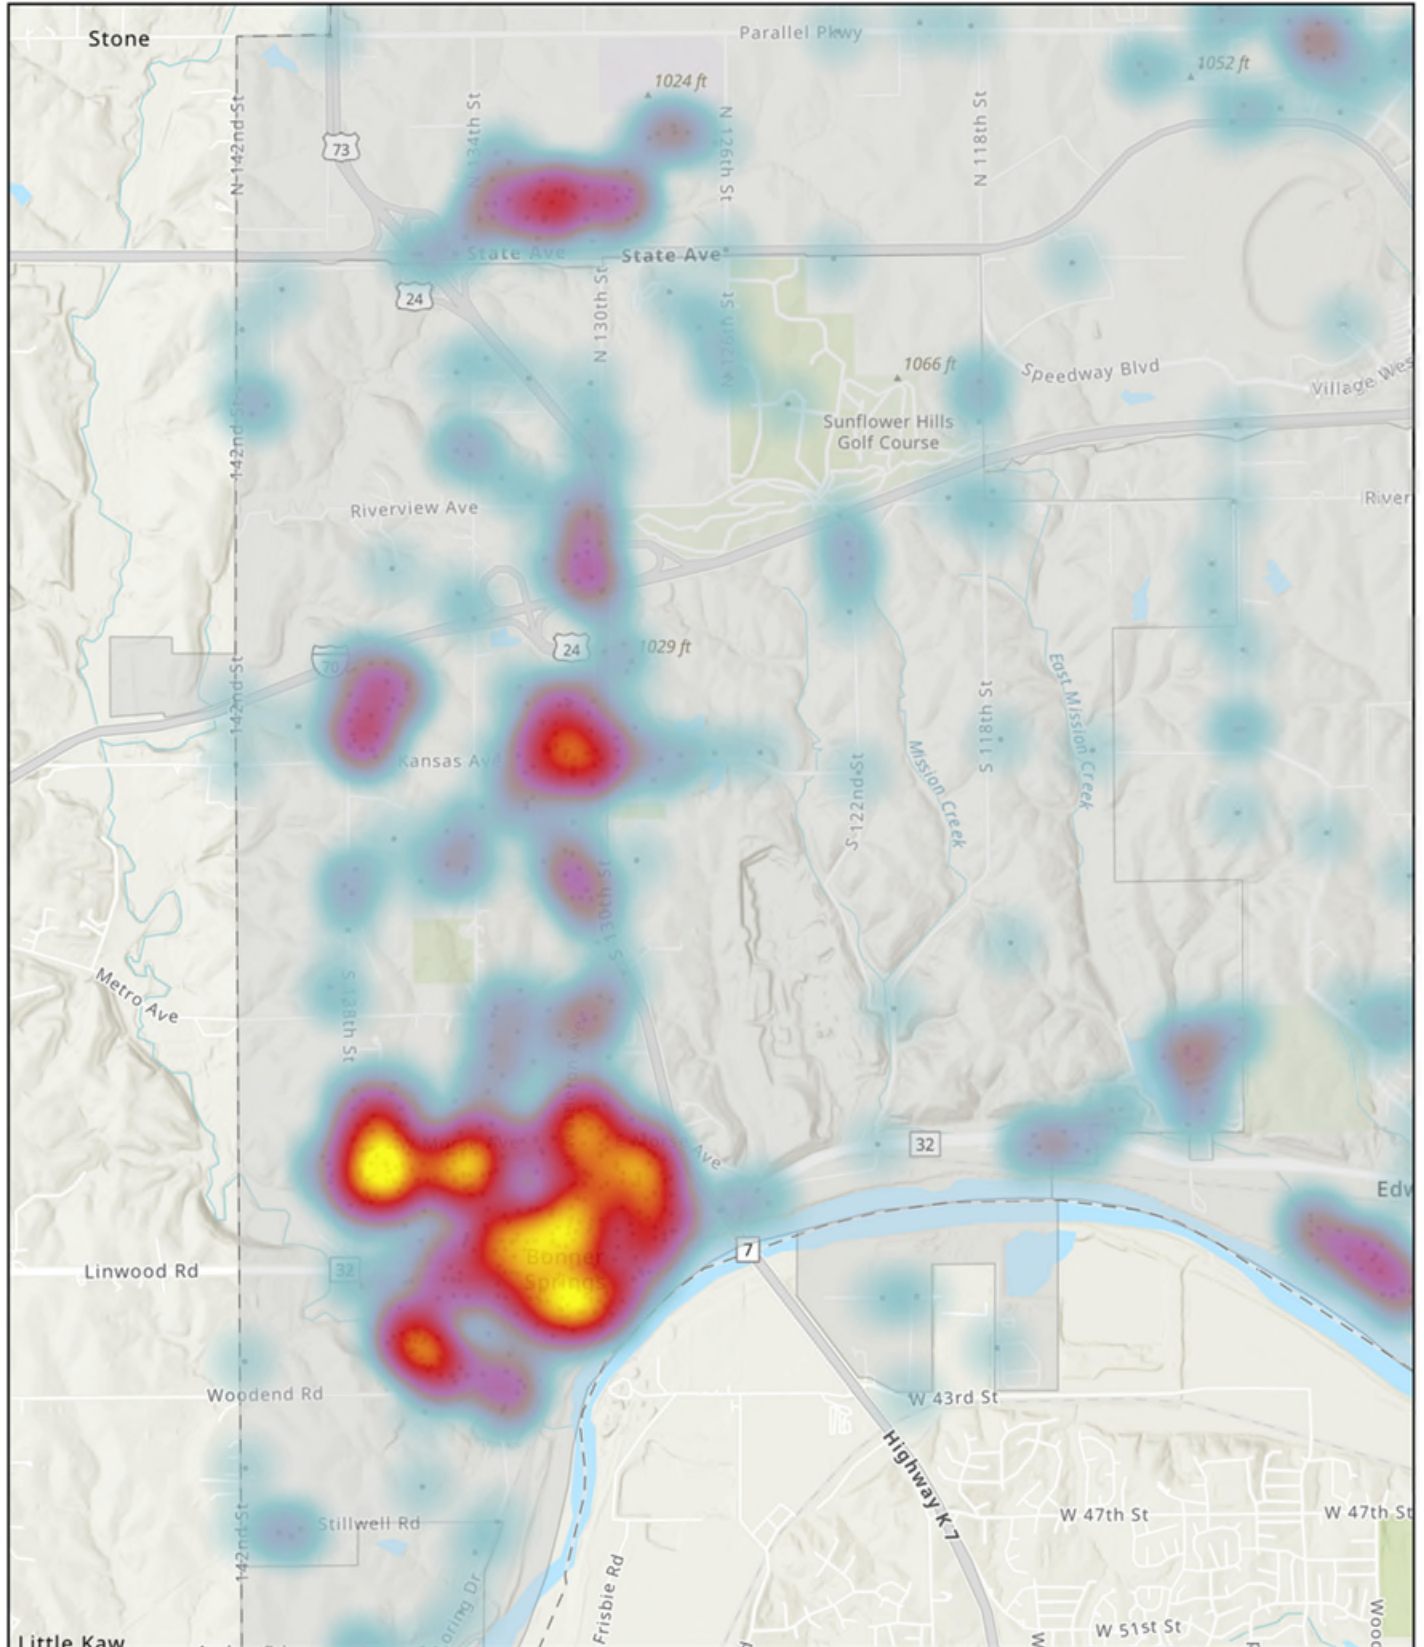 Stone
Parallel Pkwy
1024 ft
1052 ft
N 142nd St
N 134th St
N 126th St
N 118th St
73
State Ave
State Ave
24
N 130th St
1066 ft
Speedway Blvd
Village Wes
Sunflower Hills
Golf Course
142nd St
Riverview Ave
River
24
1029 ft
70
142nd St
Kansas Ave
S 122nd St
Mission Creek
S 118th St
East Mission Creek
S 130th St
Metro Ave
S 138th St
32
Edw
7
Linwood Rd
32
Bonner
Springs
Woodend Rd
W 43rd St
Highway K 7
Stillwell Rd
W 47th St
W 47th St
142nd St
oring Dr
Frisbie Rd
W 51st St
Woo
Little Kaw